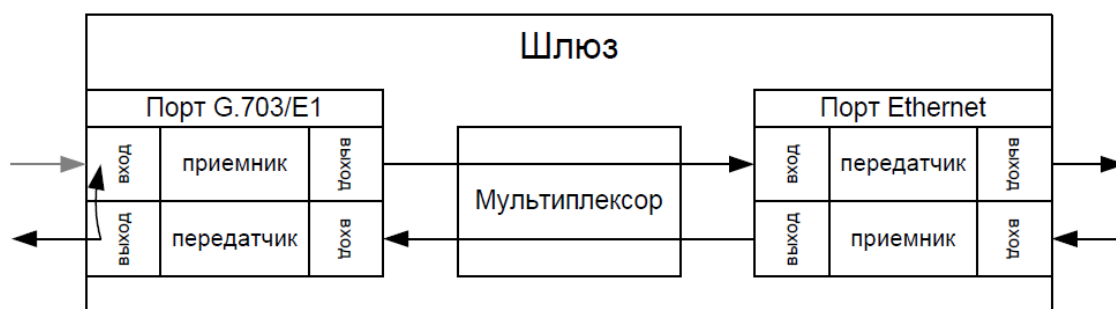 Шлюз
Порт G.703/E1
Порт Ethernet
вход
приемник
выход
вход
передатчик
выход
Мультиплексор
выход
передатчик
вход
выход
приемник
вход